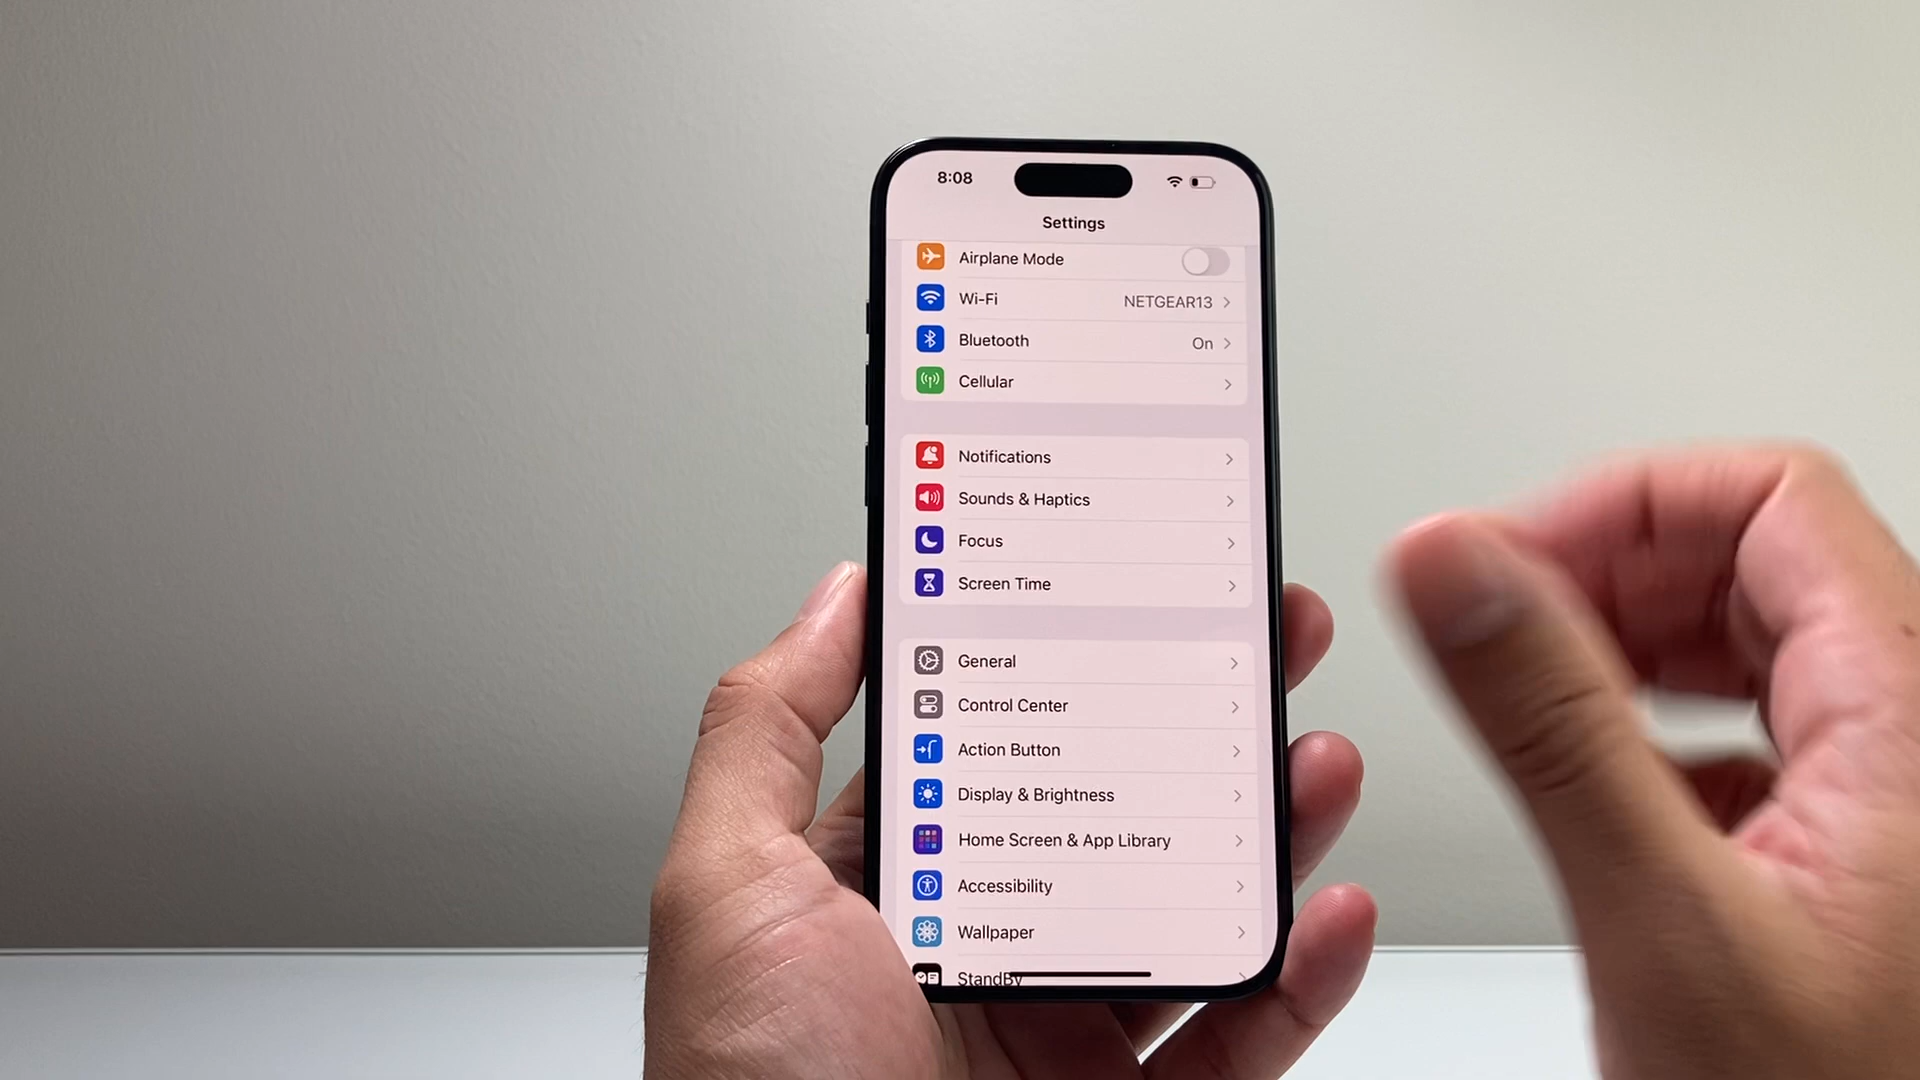 8:08
Settings
Airplane Mode
Wi-Fi NETGEAR13
Bluetooth On
Cellular
Notifications
Sounds & Haptics
Focus
Screen Time
General
Control Center
Action Button
Display & Brightness
Home Screen & App Library
Accessibility
Wallpaper
StandBy